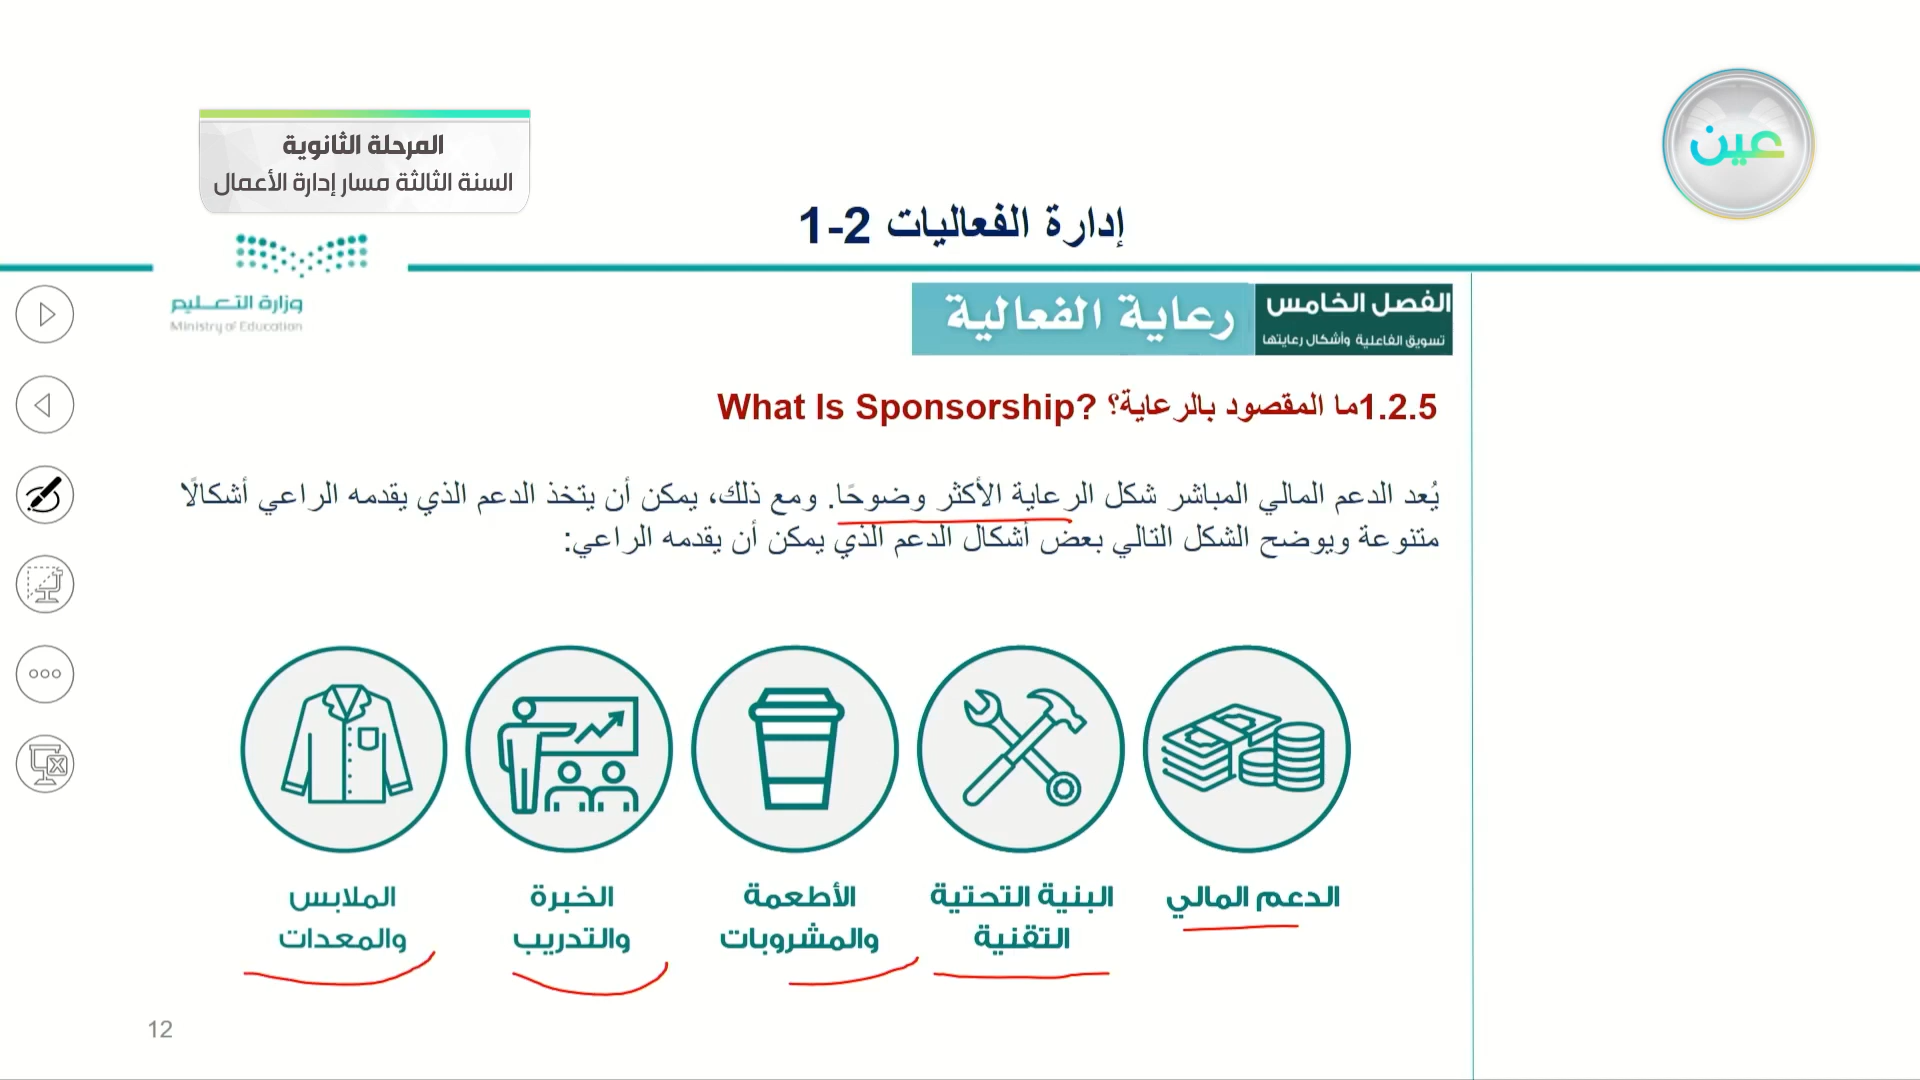 المرحلة الثانوية
السنة الثالثة مسار إدارة الأعمال
عين
إدارة الفعاليات 2-1
وزارة التعليم
Ministry of Education
الفصل الخامس
تسويق الفاعلية وأشكال رعايتها
رعاية الفعالية
1.2.5ما المقصود بالرعاية؟ What Is Sponsorship?
يُعد الدعم المالي المباشر شكل الرعاية الأكثر وضوحًا. ومع ذلك، يمكن أن يتخذ الدعم الذي يقدمه الراعي أشكالًا
متنوعة ويوضح الشكل التالي بعض أشكال الدعم الذي يمكن أن يقدمه الراعي:
الدعم المالي
البنية التحتية
التقنية
الأطعمة
والمشروبات
الخبرة
والتدريب
الملابس
والمعدات
12